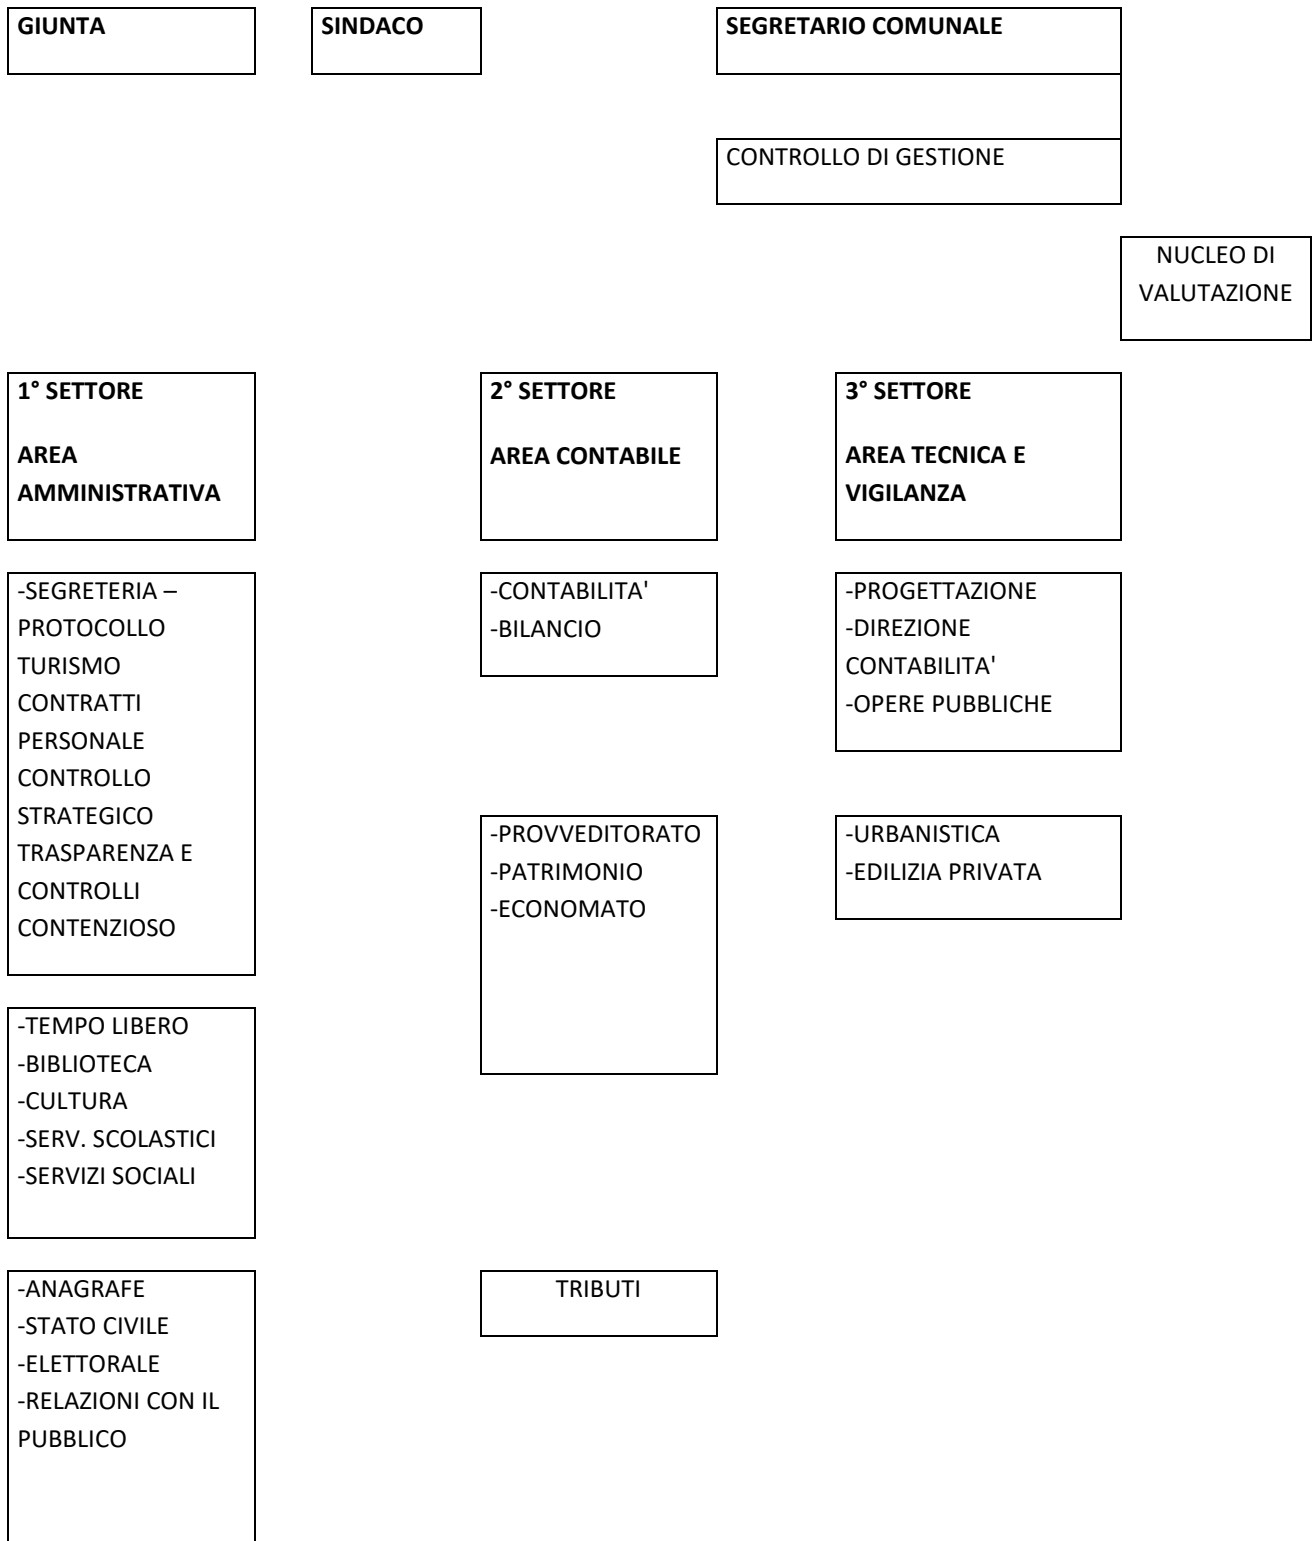 GIUNTA
SINDACO
SEGRETARIO COMUNALE
CONTROLLO DI GESTIONE
NUCLEO DI
VALUTAZIONE
1° SETTORE
AREA
AMMINISTRATIVA
2° SETTORE
AREA CONTABILE
3° SETTORE
AREA TECNICA E
VIGILANZA
-SEGRETERIA –
PROTOCOLLO
TURISMO
CONTRATTI
PERSONALE
CONTROLLO
STRATEGICO
TRASPARENZA E
CONTROLLI
CONTENZIOSO
-CONTABILITA'
-BILANCIO
-PROGETTAZIONE
-DIREZIONE
CONTABILITA'
-OPERE PUBBLICHE
-PROVVEDITORATO
-PATRIMONIO
-ECONOMATO
-URBANISTICA
-EDILIZIA PRIVATA
-TEMPO LIBERO
-BIBLIOTECA
-CULTURA
-SERV. SCOLASTICI
-SERVIZI SOCIALI
-ANAGRAFE
-STATO CIVILE
-ELETTORALE
-RELAZIONI CON IL
PUBBLICO
TRIBUTI